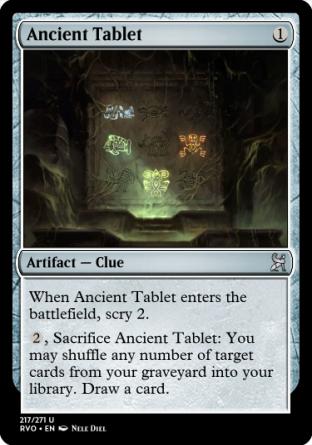 Ancient Tablet 1
Artifact — Clue
When Ancient Tablet enters the
battlefield, scry 2.
2 , Sacrifice Ancient Tablet: You
may shuffle any number of target
cards from your graveyard into your
library. Draw a card.
217/271 U
RVO • EN Nele Diel